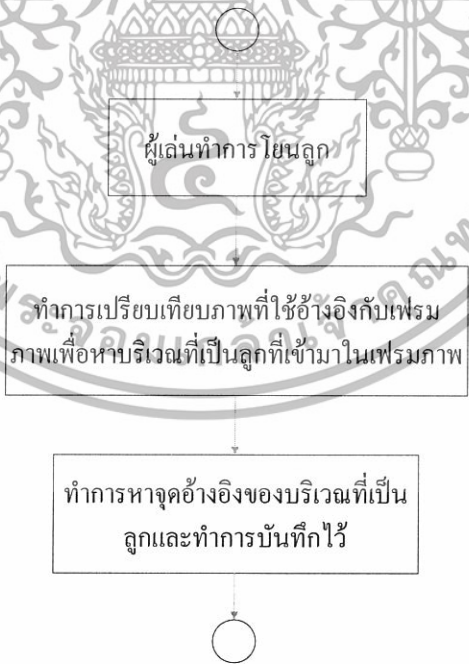 ผู้เล่นทำการโยนลูก
ทำการเปรียบเทียบภาพที่ใช้อ้างอิงกับเฟรม
ภาพเพื่อหาบริเวณที่เป็นลูกที่เข้ามาในเฟรมภาพ
ทำการหาจุดอ้างอิงของบริเวณที่เป็น
ลูกและทำการบันทึกไว้